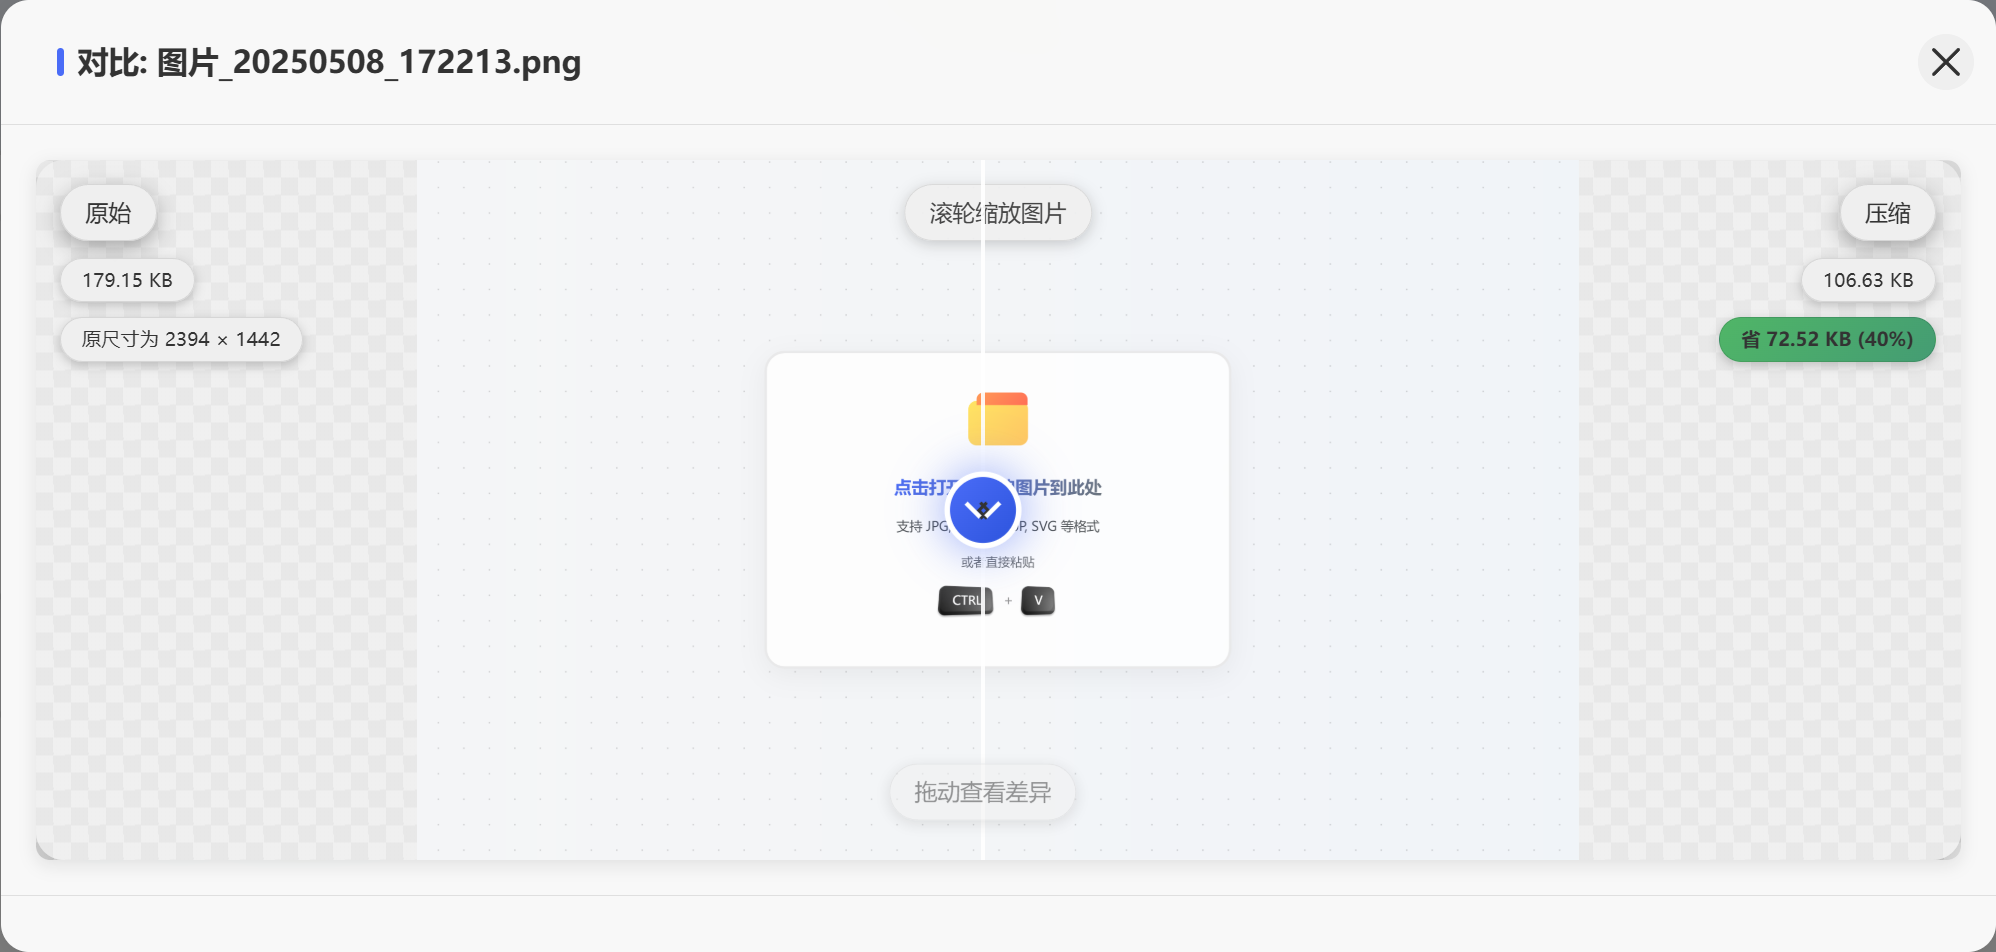 对比: 图片_20250508_172213.png
原始
滚轮缩放图片
压缩
179.15 KB
106.63 KB
原尺寸为 2394 × 1442
省 72.52 KB (40%)
点击打 图片到此处
支持 JPG, P, SVG 等格式
或者直接粘贴
CTRL + V
拖动查看差异